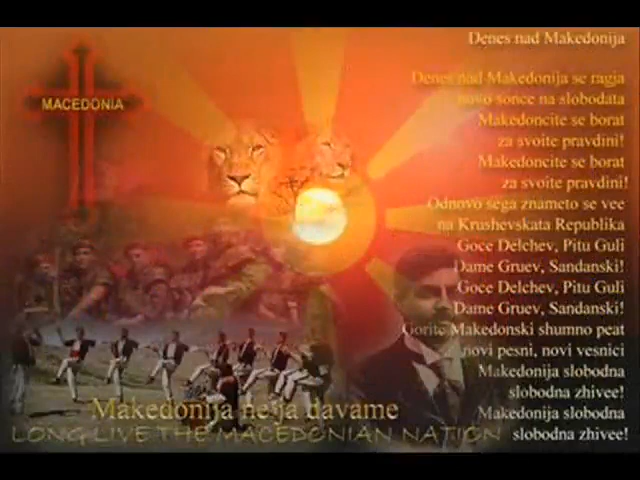 Denes nad Makedonija
MACEDONIA
Denes nad Makedonija se ragja
novo sonce na slobodata
Makedoncite se borat
za svoite pravdini!
Makedoncite se borat
za svoite pravdini!
Odnovo sega znameto se vee
na Krushevskata Republika
Goce Delchev, Pitu Guli
Dame Gruev, Sandanski!
Goce Delchev, Pitu Guli
Dame Gruev, Sandanski!
Gorite Makedonski shumno peat
novi pesni, novi vesnici
Makedonija slobodna
slobodna zhivee!
Makedonija slobodna
slobodna zhivee!
Makedonija ne ja davame
LONG LIVE THE MACEDONIAN NATION